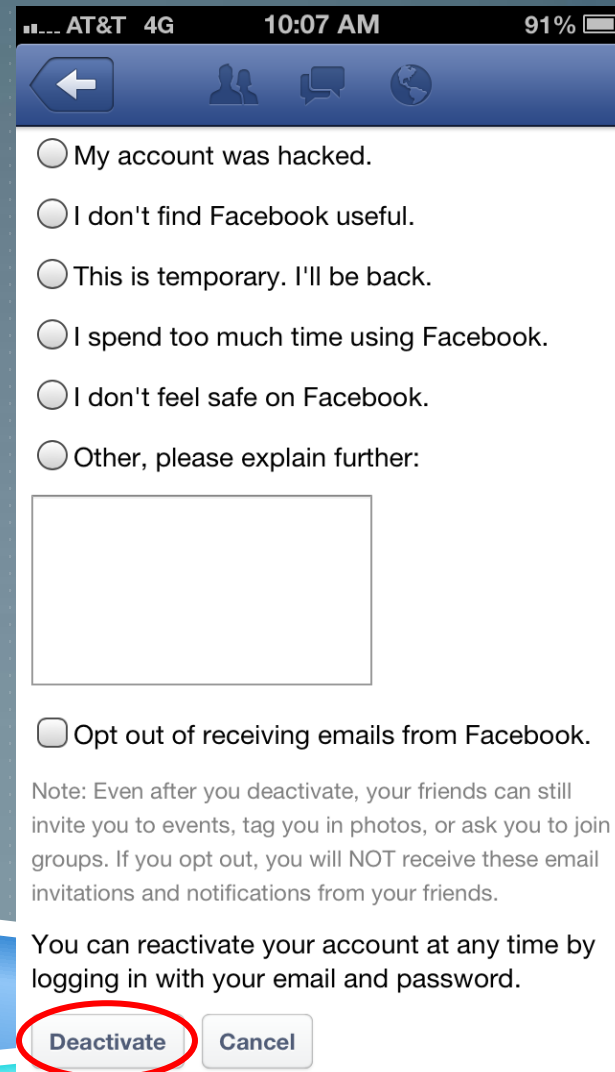 AT&T 4G 10:07 AM 91%
My account was hacked.
I don't find Facebook useful.
This is temporary. I'll be back.
I spend too much time using Facebook.
I don't feel safe on Facebook.
Other, please explain further:
Opt out of receiving emails from Facebook.
Note: Even after you deactivate, your friends can still
invite you to events, tag you in photos, or ask you to join
groups. If you opt out, you will NOT receive these email
invitations and notifications from your friends.
You can reactivate your account at any time by
logging in with your email and password.
Deactivate Cancel